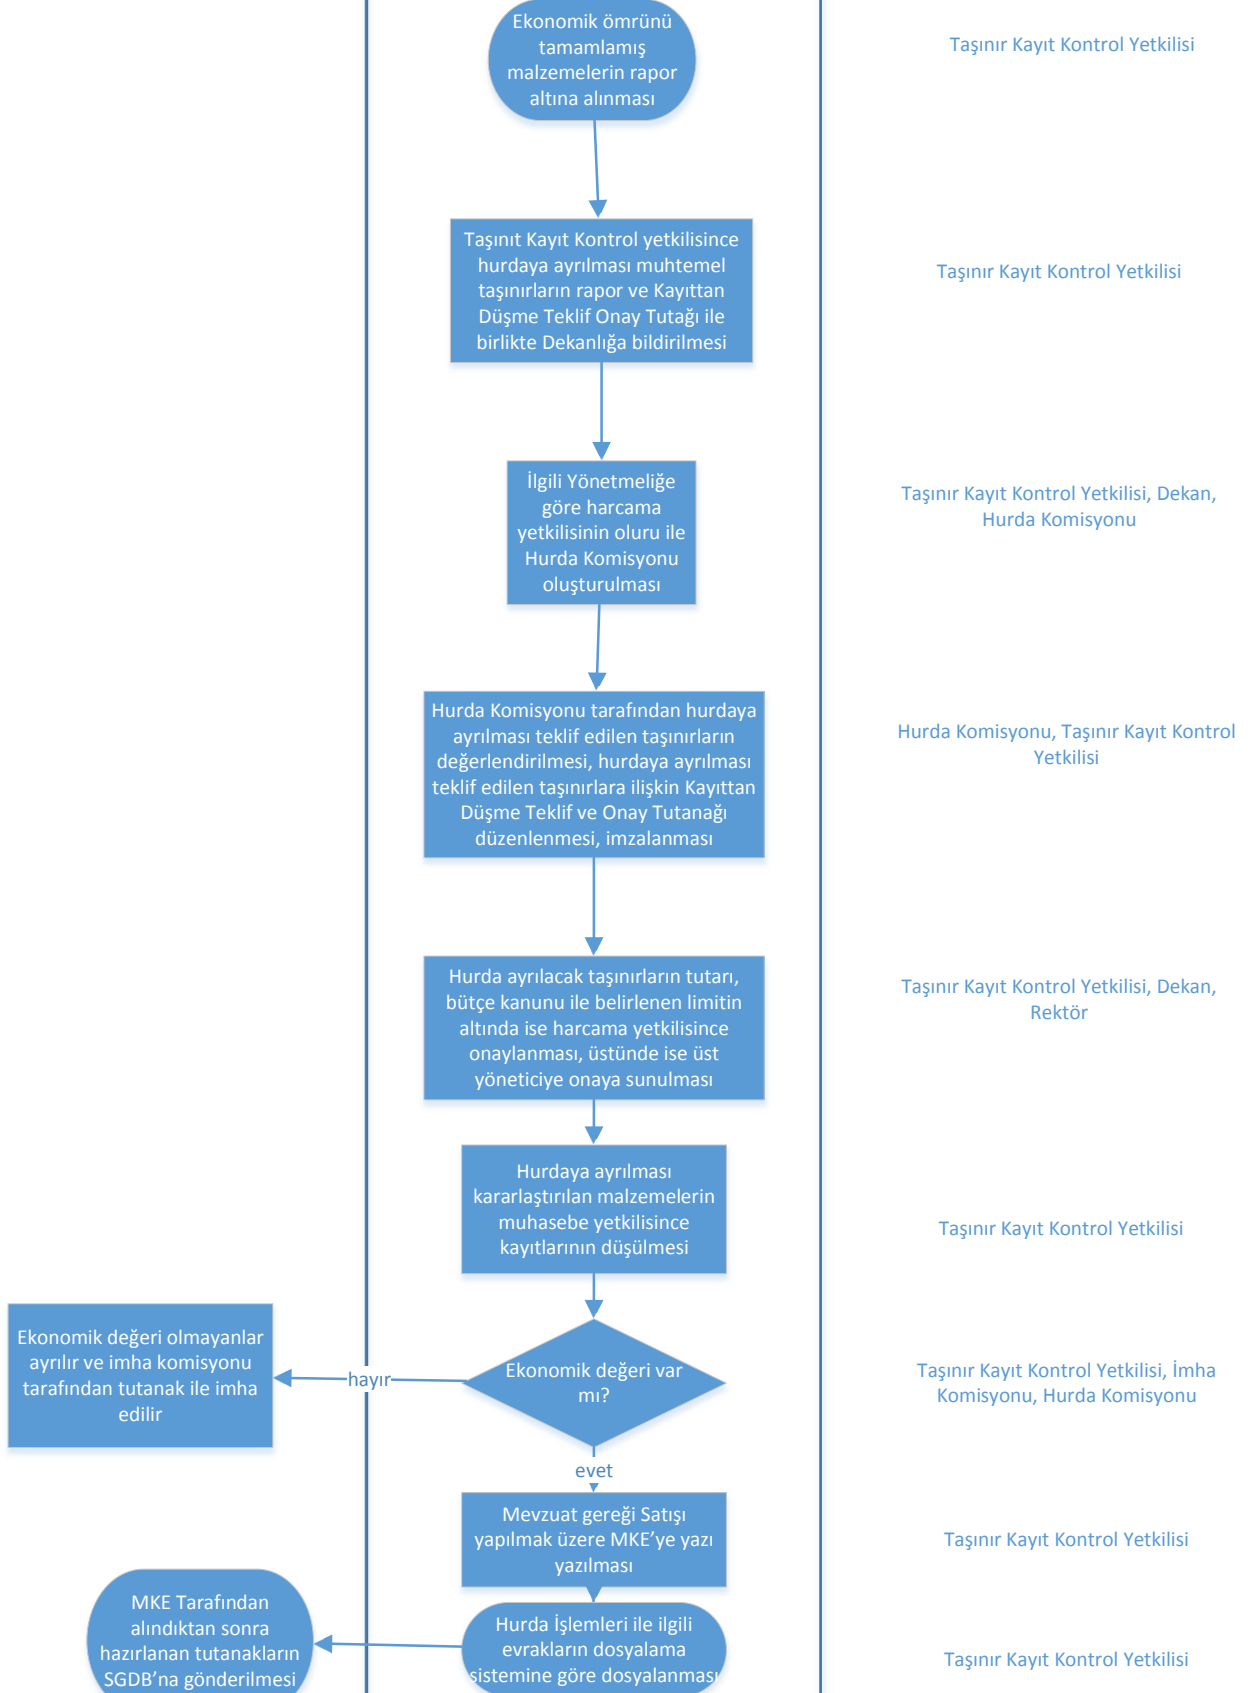 Ekonomik ömrünü
tamamlamış
malzemelerin rapor
altına alınması
Taşınır Kayıt Kontrol Yetkilisi
Taşınıt Kayıt Kontrol yetkilisince
hurdaya ayrılması muhtemel
taşınırların rapor ve Kayıttan
Düşme Teklif Onay Tutağı ile
birlikte Dekanlığa bildirilmesi
Taşınır Kayıt Kontrol Yetkilisi
İlgili Yönetmeliğe
göre harcama
yetkilisinin oluru ile
Hurda Komisyonu
oluşturulması
Taşınır Kayıt Kontrol Yetkilisi, Dekan,
Hurda Komisyonu
Hurda Komisyonu tarafından hurdaya
ayrılması teklif edilen taşınırların
değerlendirilmesi, hurdaya ayrılması
teklif edilen taşınırlara ilişkin Kayıttan
Düşme Teklif ve Onay Tutanağı
düzenlenmesi, imzalanması
Hurda Komisyonu, Taşınır Kayıt Kontrol
Yetkilisi
Hurda ayrılacak taşınırların tutarı,
bütçe kanunu ile belirlenen limitin
altında ise harcama yetkilisince
onaylanması, üstünde ise üst
yöneticiye onaya sunulması
Taşınır Kayıt Kontrol Yetkilisi, Dekan,
Rektör
Hurdaya ayrılması
kararlaştırılan malzemelerin
muhasebe yetkilisince
kayıtlarının düşülmesi
Taşınır Kayıt Kontrol Yetkilisi
Ekonomik değeri olmayanlar
ayrılır ve imha komisyonu
tarafından tutanak ile imha
edilir
hayır
Ekonomik değeri var
mı?
Taşınır Kayıt Kontrol Yetkilisi, İmha
Komisyonu, Hurda Komisyonu
evet
Mevzuat gereği Satışı
yapılmak üzere MKE’ye yazı
yazılması
Taşınır Kayıt Kontrol Yetkilisi
MKE Tarafından
alındıktan sonra
hazırlanan tutanakların
SGDB’na gönderilmesi
Hurda İşlemleri ile ilgili
evrakların dosyalama
sistemine göre dosyalanması
Taşınır Kayıt Kontrol Yetkilisi